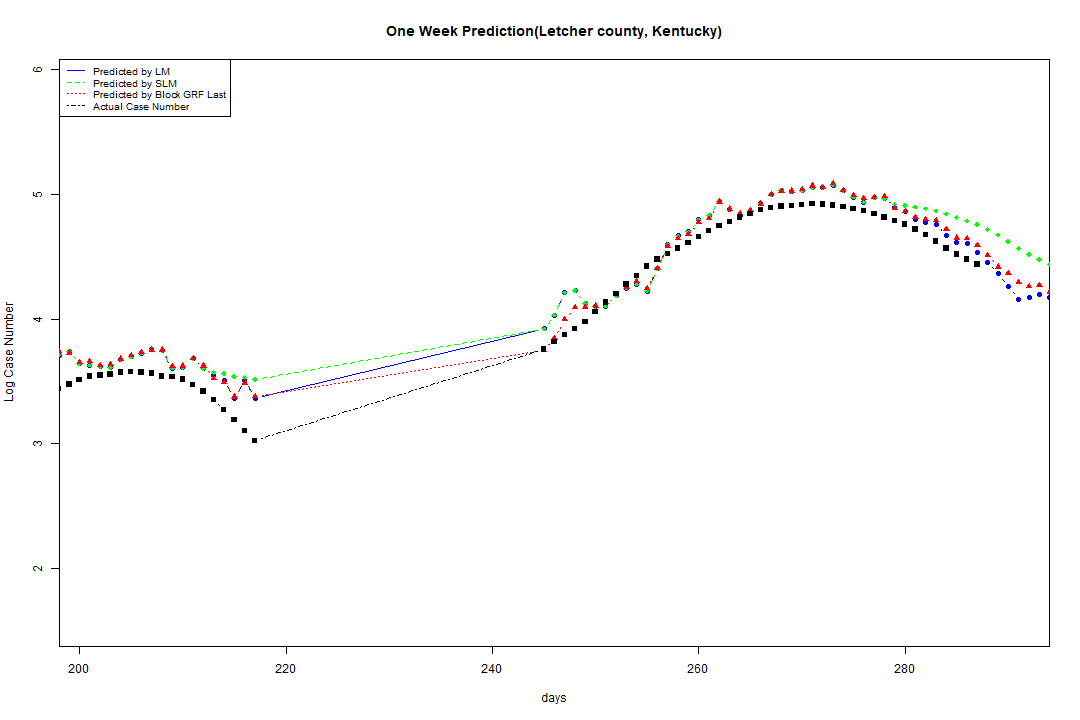 One Week Prediction(Letcher county, Kentucky)
Predicted by LM
Predicted by SLM
Predicted by Block GRF Last
Actual Case Number
6
5
4
3
2
Log Case Number
200
220
240
260
280
days